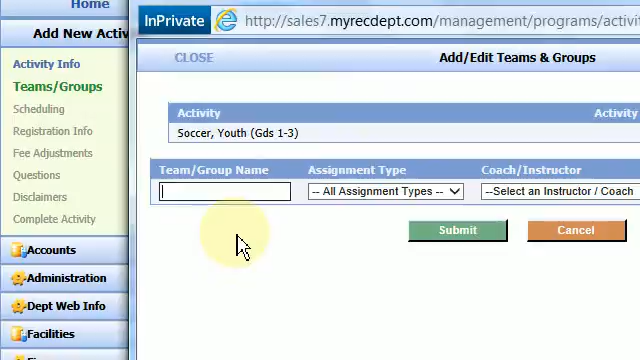 Home
InPrivate
http://sales7.myrecdept.com/management/programs/activi
Add New Activ
CLOSE
Add/Edit Teams & Groups
Activity Info
Teams/Groups
Scheduling
Registration Info
Fee Adjustments
Questions
Disclaimers
Complete Activity
Activity
Activity
Soccer, Youth (Gds 1-3)
Team/Group Name
Assignment Type
Coach/Instructor
-- All Assignment Types --
--Select an Instructor / Coach
Submit
Cancel
Accounts
Administration
Dept Web Info
Facilities